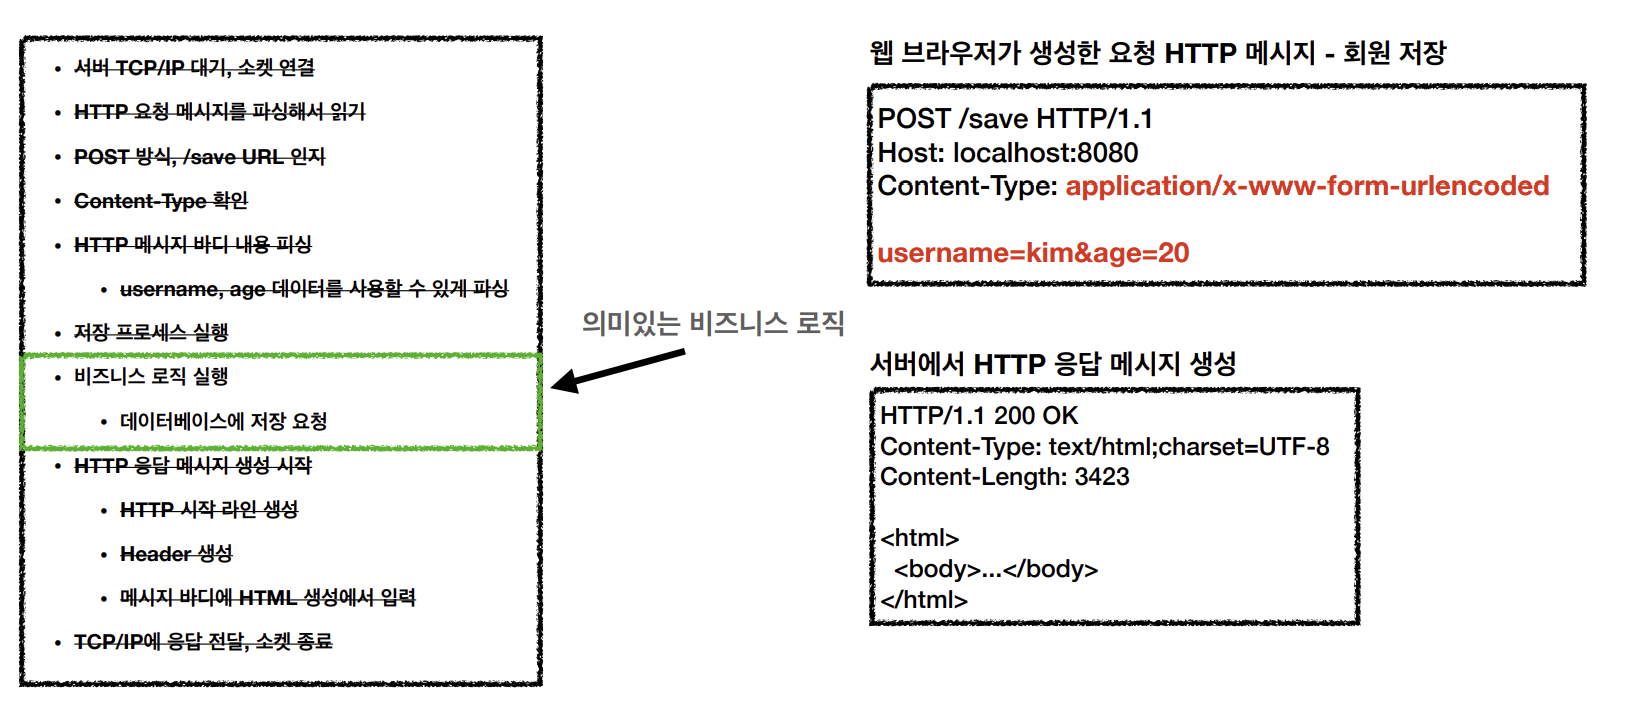 • 서버 TCP/IP 대기, 소켓 연결
• HTTP 요청 메시지를 파싱해서 읽기
• POST 방식, /save URL 인지
• Content-Type 확인
• HTTP 메시지 바디 내용 피싱
• username, age 데이터를 사용할 수 있게 파싱
• 저장 프로세스 실행
• 비즈니스 로직 실행
• 데이터베이스에 저장 요청
• HTTP 응답 메시지 생성 시작
• HTTP 시작 라인 생성
• Header 생성
• 메시지 바디에 HTML 생성에서 입력
• TCP/IP에 응답 전달, 소켓 종료
의미있는 비즈니스 로직
웹 브라우저가 생성한 요청 HTTP 메시지 - 회원 저장
POST /save HTTP/1.1
Host: localhost:8080
Content-Type: application/x-www-form-urlencoded
username=kim&age=20
서버에서 HTTP 응답 메시지 생성
HTTP/1.1 200 OK
Content-Type: text/html;charset=UTF-8
Content-Length: 3423
<html>
<body>...</body>
</html>